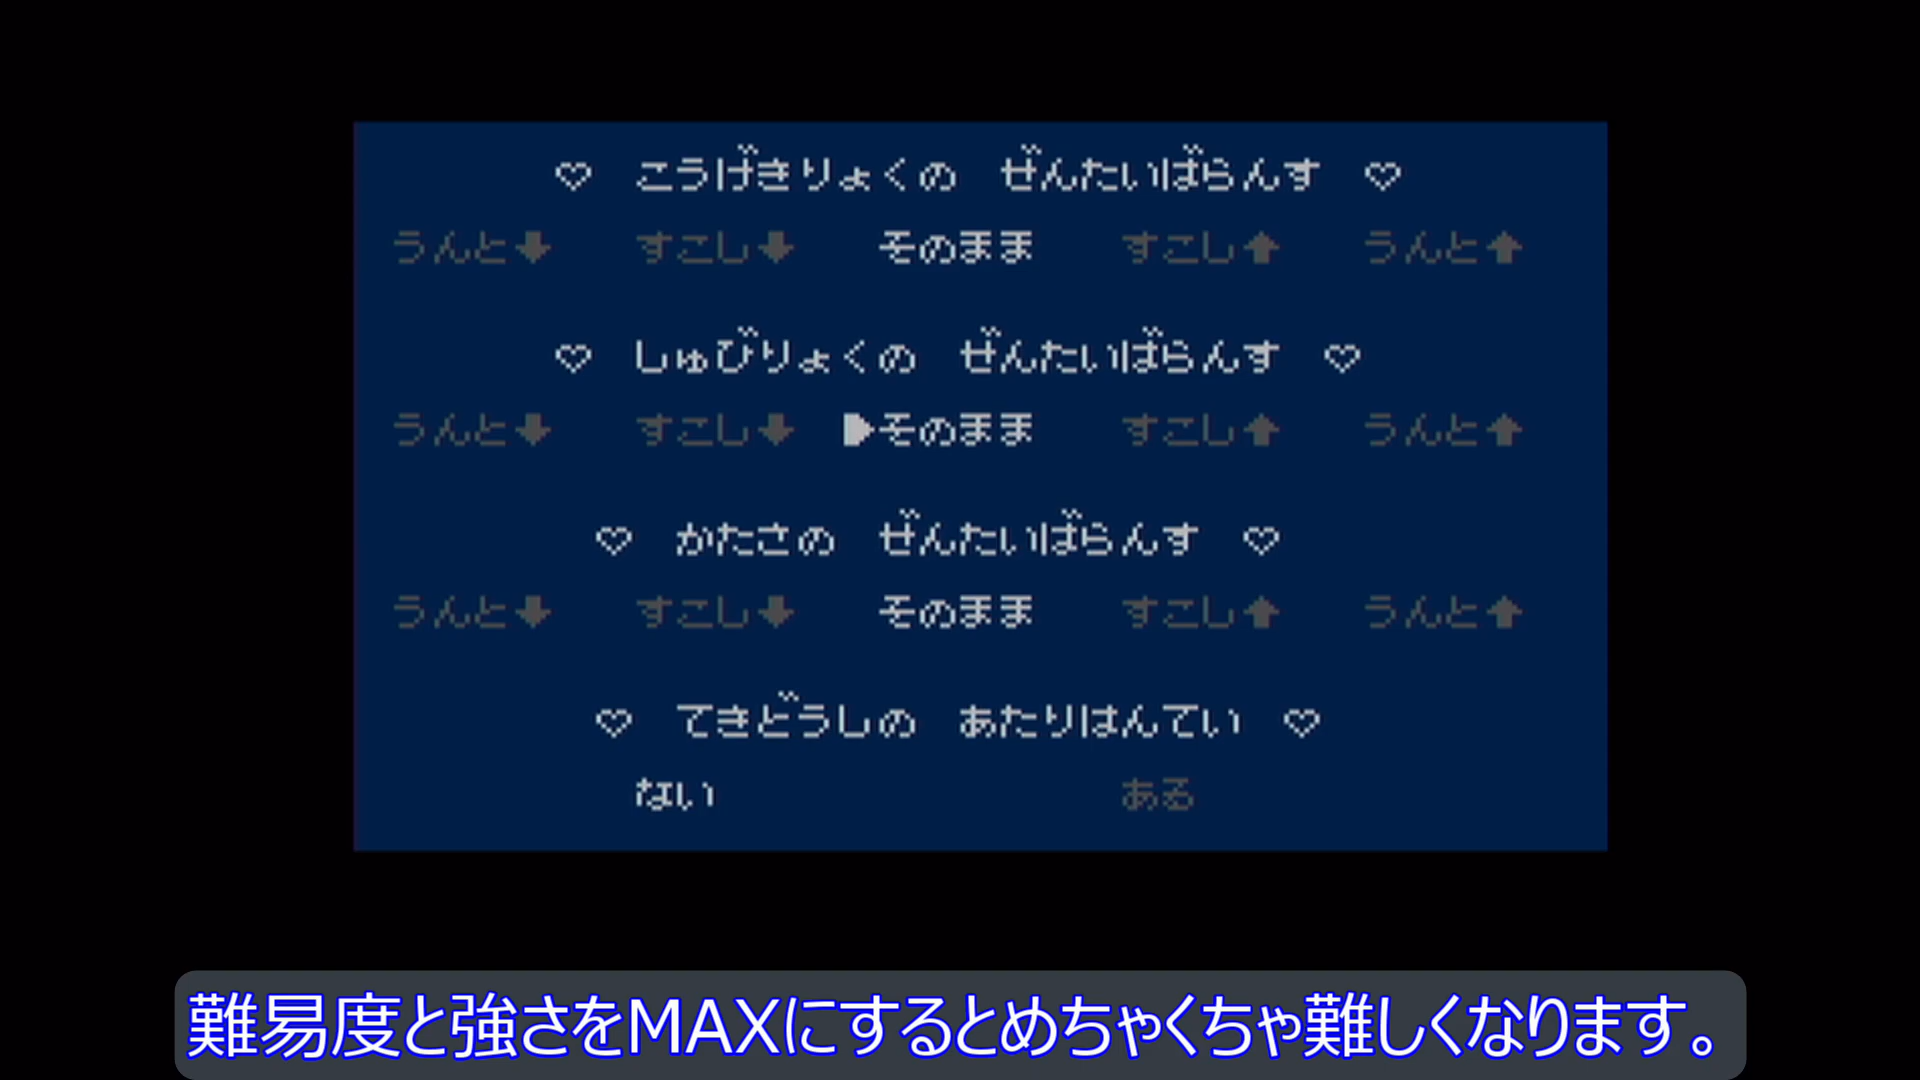 ♡ こうげきりょくの ぜんたいばらんす ♡
うんと⬇ すこし⬇ そのまま すこし⬆ うんと⬆
♡ しゅびりょくの ぜんたいばらんす ♡
うんと⬇ すこし⬇ ▶そのまま すこし⬆ うんと⬆
♡ かたさの ぜんたいばらんす ♡
うんと⬇ すこし⬇ そのまま すこし⬆ うんと⬆
♡ てきどうしの あたりはんてい ♡
ない ある
難易度と強さをMAXにするとめちゃくちゃ難しくなります。